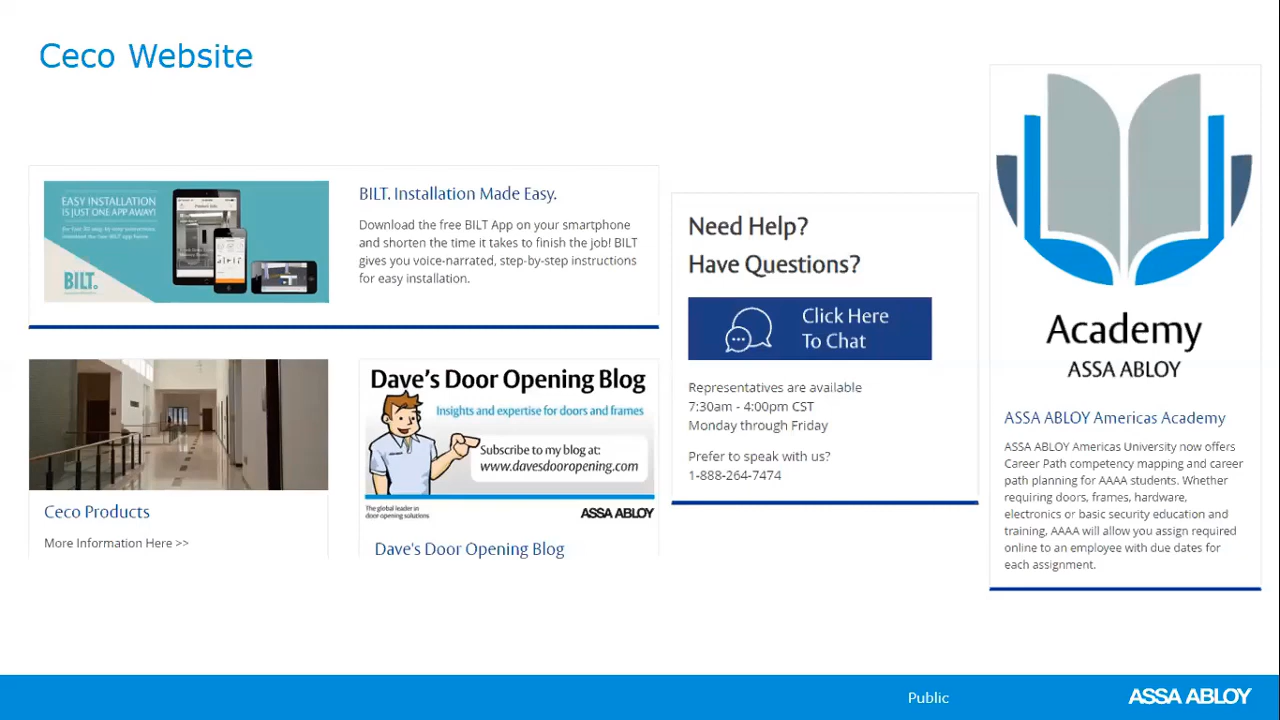 Ceco Website
EASY INSTALLATION
IS JUST ONE APP AWAY!
BILT.
BILT. Installation Made Easy.
Download the free BILT App on your smartphone
and shorten the time it takes to finish the job! BILT
gives you voice-narrated, step-by-step instructions
for easy installation.
Ceco Products
More Information Here >>
Dave's Door Opening Blog
Insights and expertise for doors and frames
Subscribe to my blog at:
www.davesdooropening.com
The global leader in
door opening solutions
ASSA ABLOY
Dave's Door Opening Blog
Need Help?
Have Questions?
Click Here
To Chat
Representatives are available
7:30am - 4:00pm CST
Monday through Friday
Prefer to speak with us?
1-888-264-7474
Academy
ASSA ABLOY
ASSA ABLOY Americas Academy
ASSA ABLOY Americas University now offers
Career Path competency mapping and career
path planning for AAAA students. Whether
requiring doors, frames, hardware,
electronics or basic security education and
training, AAAA will allow you assign required
online to an employee with due dates for
each assignment.
Public
ASSA ABLOY